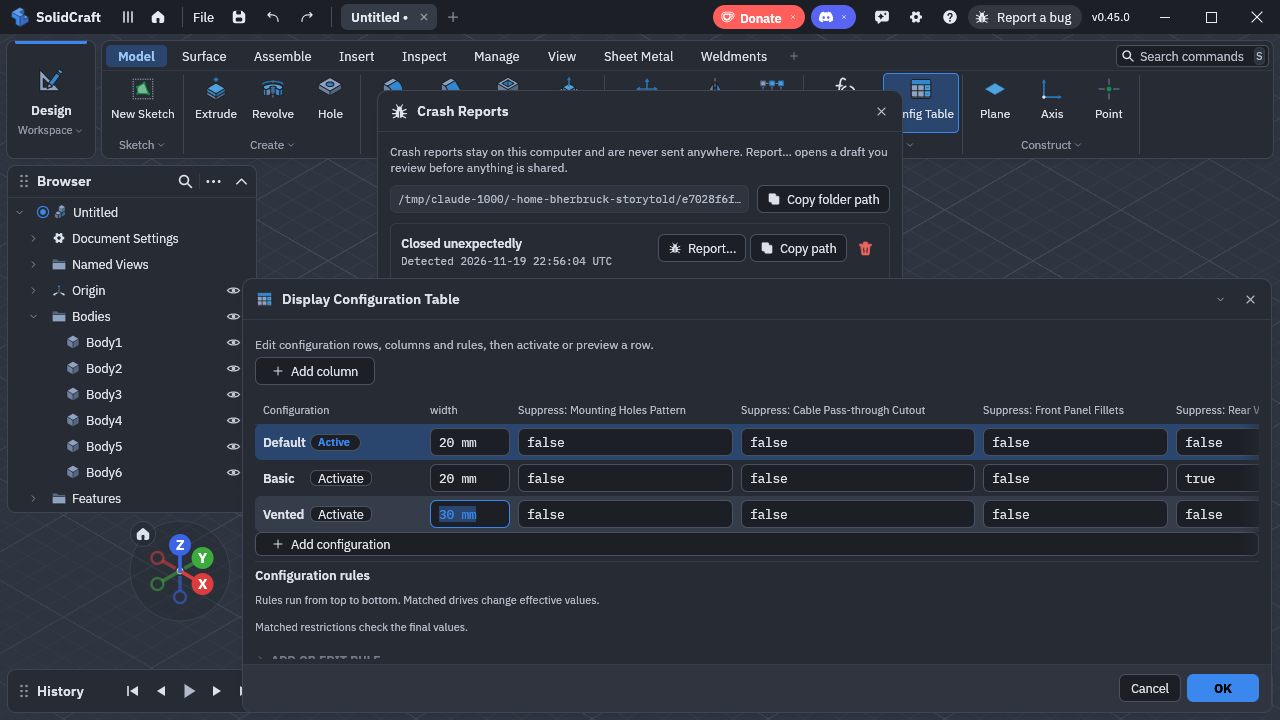 SolidCraft
File
Untitled •
Donate
Report a bug
v0.45.0
Model
Surface
Assemble
Insert
Inspect
Manage
View
Sheet Metal
Weldments
Search commands
S
Design
Workspace
New Sketch
Extrude
Revolve
Hole
nfig Table
Plane
Axis
Point
Sketch
Create
Construct
Crash Reports
Crash reports stay on this computer and are never sent anywhere. Report... opens a draft you
review before anything is shared.
/tmp/claude-1000/-home-bherbruck-storytold/e7028f6f…
Copy folder path
Closed unexpectedly
Detected 2026-11-19 22:56:04 UTC
Report...
Copy path
Browser
Untitled
Document Settings
Named Views
Origin
Bodies
Body1
Body2
Body3
Body4
Body5
Body6
Features
Z
Y
X
History
Display Configuration Table
Edit configuration rows, columns and rules, then activate or preview a row.
Add column
Configuration width Suppress: Mounting Holes Pattern Suppress: Cable Pass-through Cutout Suppress: Front Panel Fillets Suppress: Rear
Default Active 20 mm false false false false
Basic Activate 20 mm false false false true
Vented Activate 30 mm false false false false
Add configuration
Configuration rules
Rules run from top to bottom. Matched drives change effective values.
Matched restrictions check the final values.
ADD OR EDIT RULE
Cancel
OK